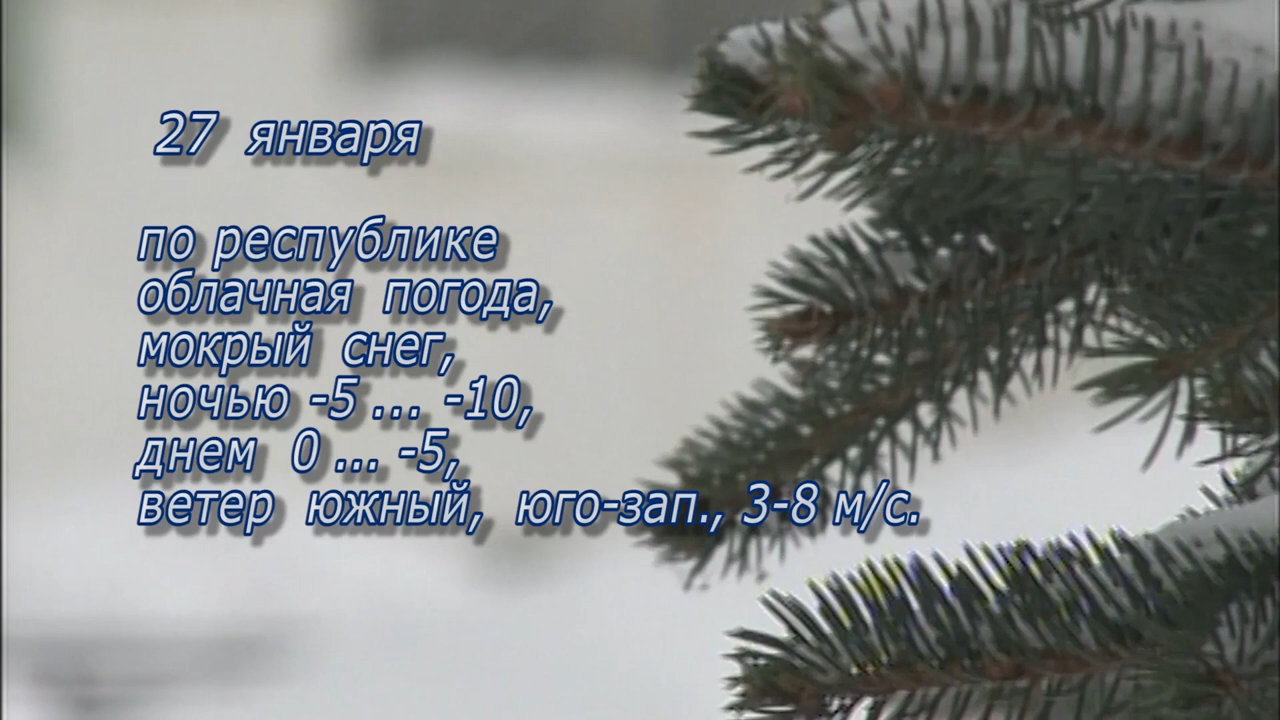 27 января
по республике
облачная погода,
мокрый снег,
ночью -5 ... -10,
днем 0 ... -5,
ветер южный, юго-зап., 3-8 м/с.